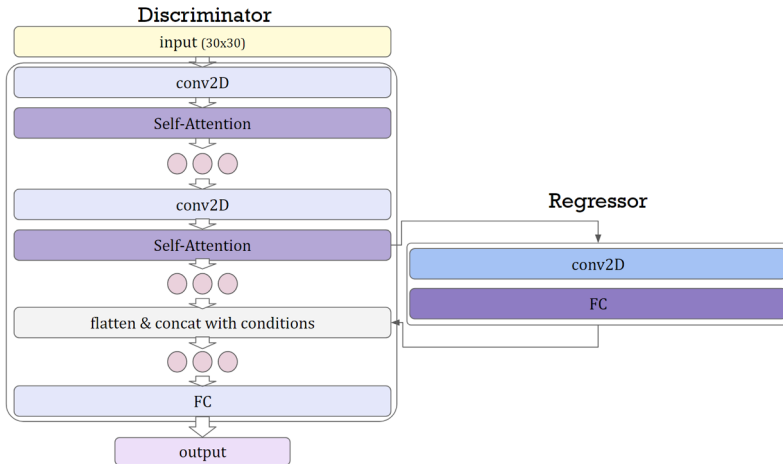 Discriminator
input (30x30)
conv2D
Self-Attention
conv2D
Self-Attention
flatten & concat with conditions
FC
output
Regressor
conv2D
FC